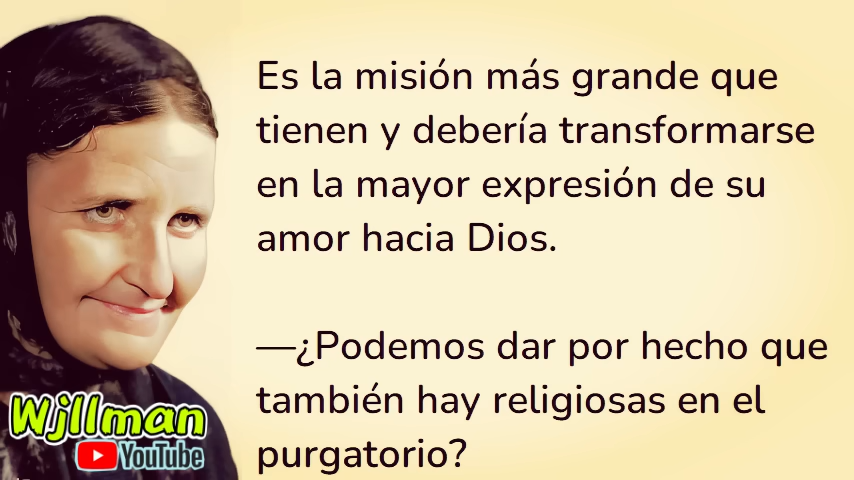 Es la misión más grande que
tienen y debería transformarse
en la mayor expresión de su
amor hacia Dios.
—¿Podemos dar por hecho que
también hay religiosas en el
purgatorio?
Wjllman
YouTube